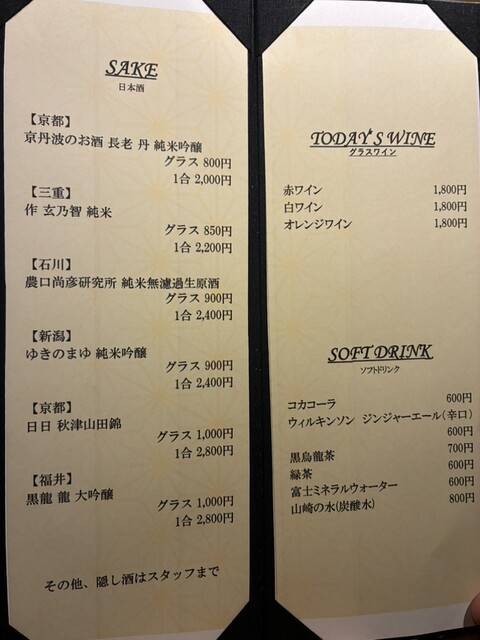 SAKE
日本酒
【京都】
京丹波のお酒 長老 丹 純米吟醸
グラス 800円
1合 2,000円
【三重】
作 玄乃智 純米
グラス 850円
1合 2,200円
【石川】
農口尚彦研究所 純米無濾過生原酒
グラス 900円
1合 2,400円
【新潟】
ゆきのまゆ 純米吟醸
グラス 900円
1合 2,400円
【京都】
日日 秋津山田錦
グラス 1,000円
1合 2,800円
【福井】
黒龍 龍 大吟醸
グラス 1,000円
1合 2,800円
その他、隠し酒はスタッフまで
TODAY'S WINE
グラスワイン
赤ワイン 1,800円
白ワイン 1,800円
オレンジワイン 1,800円
SOFT DRINK
ソフトドリンク
コカコーラ 600円
ウィルキンソン ジンジャーエール(辛口)
600円
黒烏龍茶 700円
緑茶 600円
富士ミネラルウォーター 600円
山崎の水(炭酸水) 800円